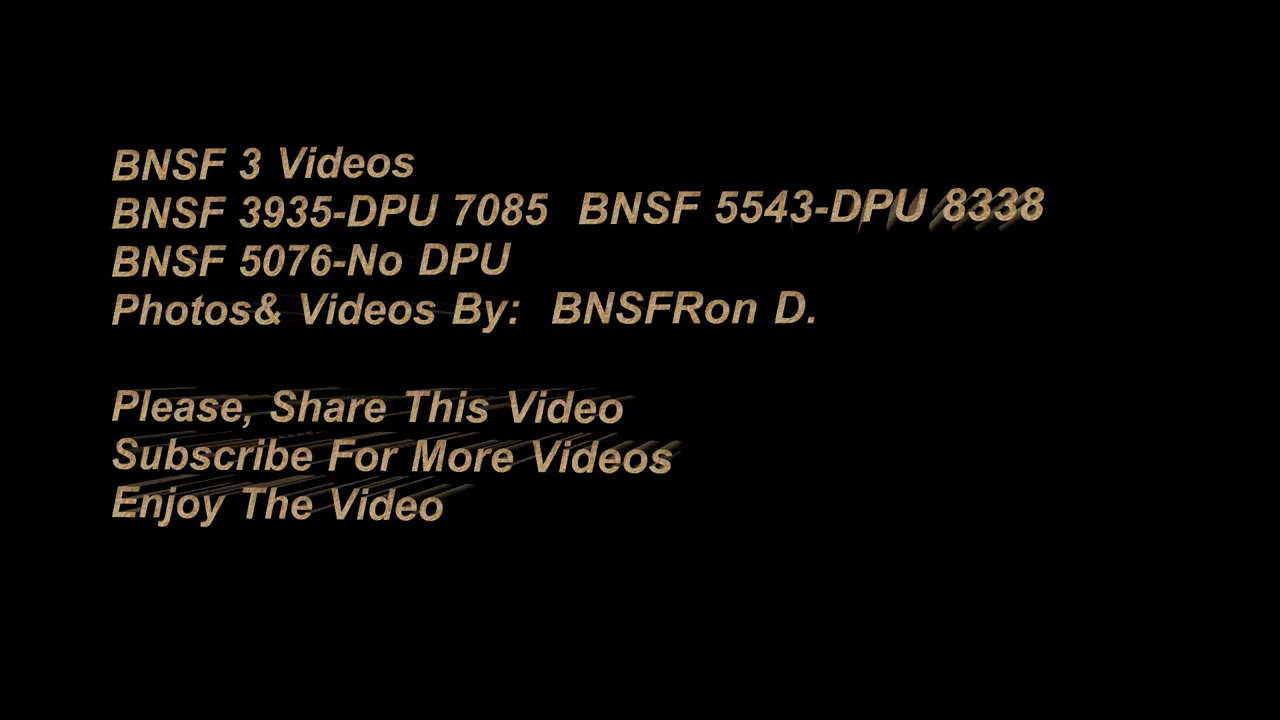 BNSF 3 Videos
BNSF 3935-DPU 7085  BNSF 5543-DPU 8338
BNSF 5076-No DPU
Photos& Videos By:  BNSFRon D.
Please, Share This Video
Subscribe For More Videos
Enjoy The Video